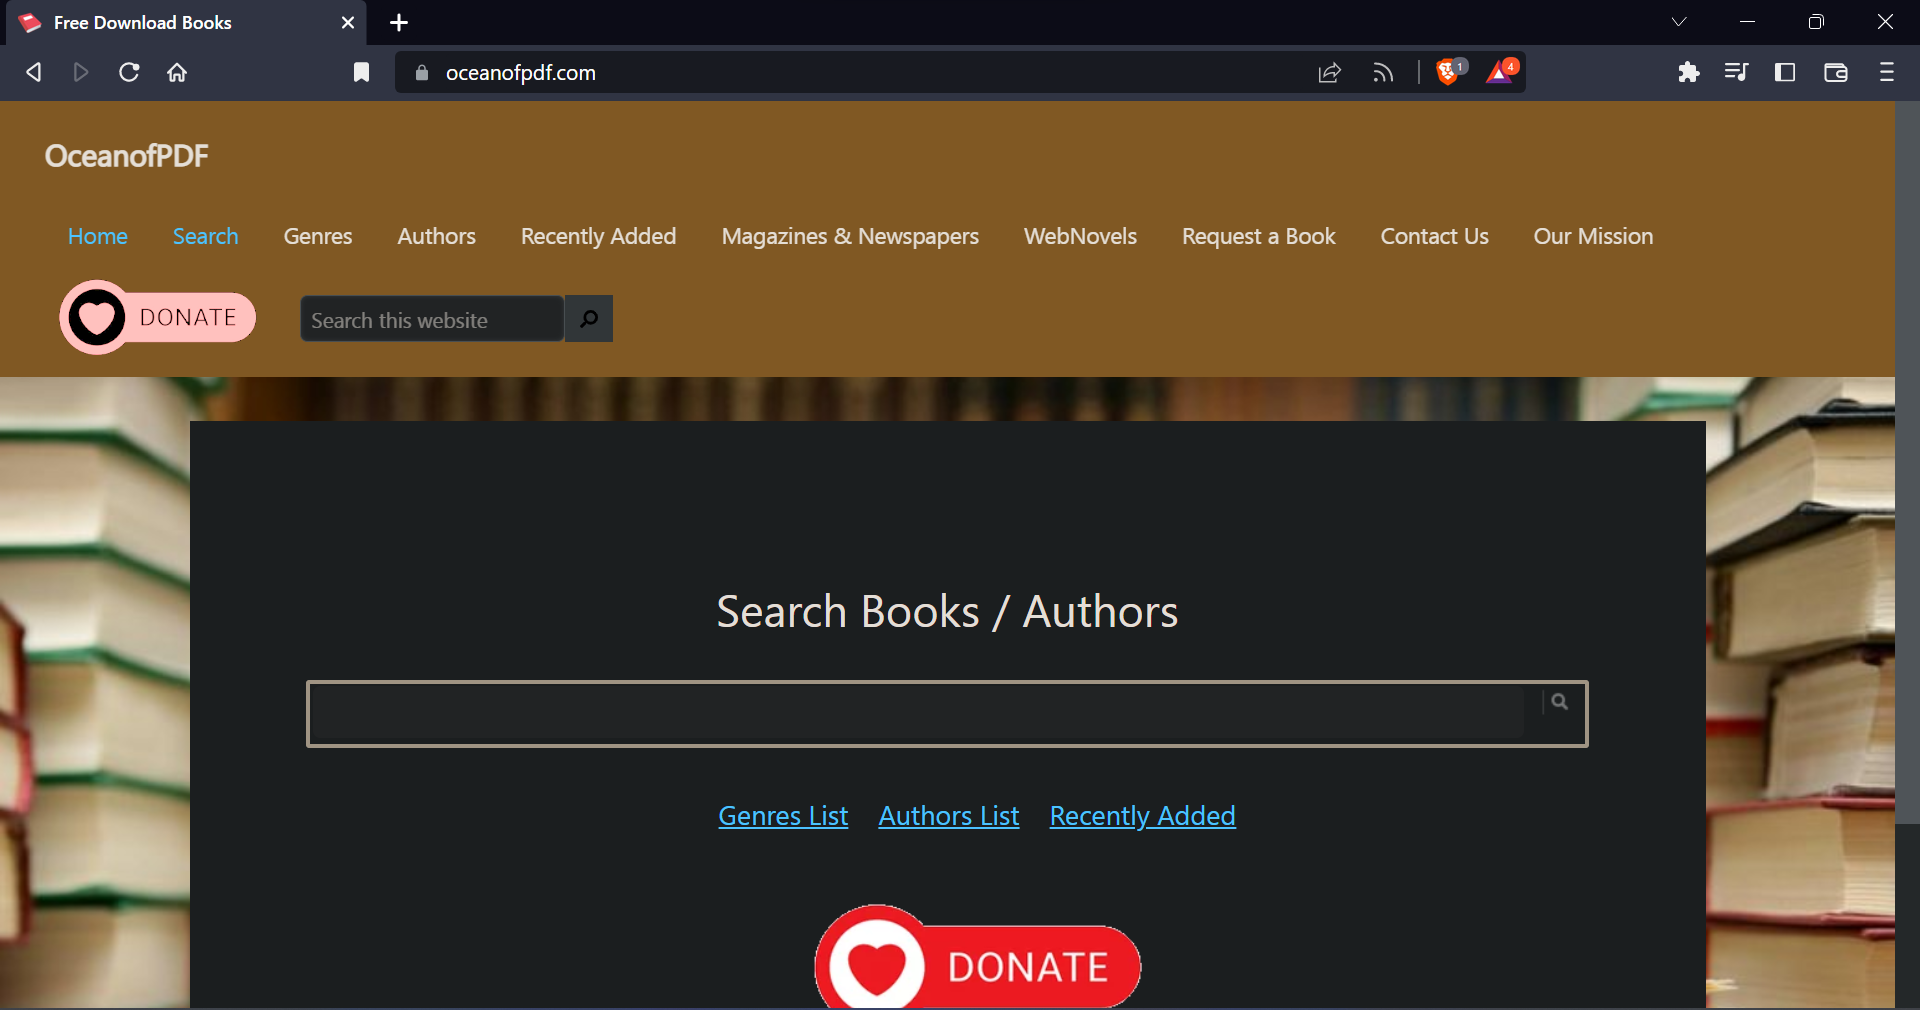 Free Download Books
oceanofpdf.com
1
4
OceanofPDF
Home Search Genres Authors Recently Added Magazines & Newspapers WebNovels Request a Book Contact Us Our Mission
DONATE
Search this website
Search Books / Authors
Genres List Authors List Recently Added
DONATE